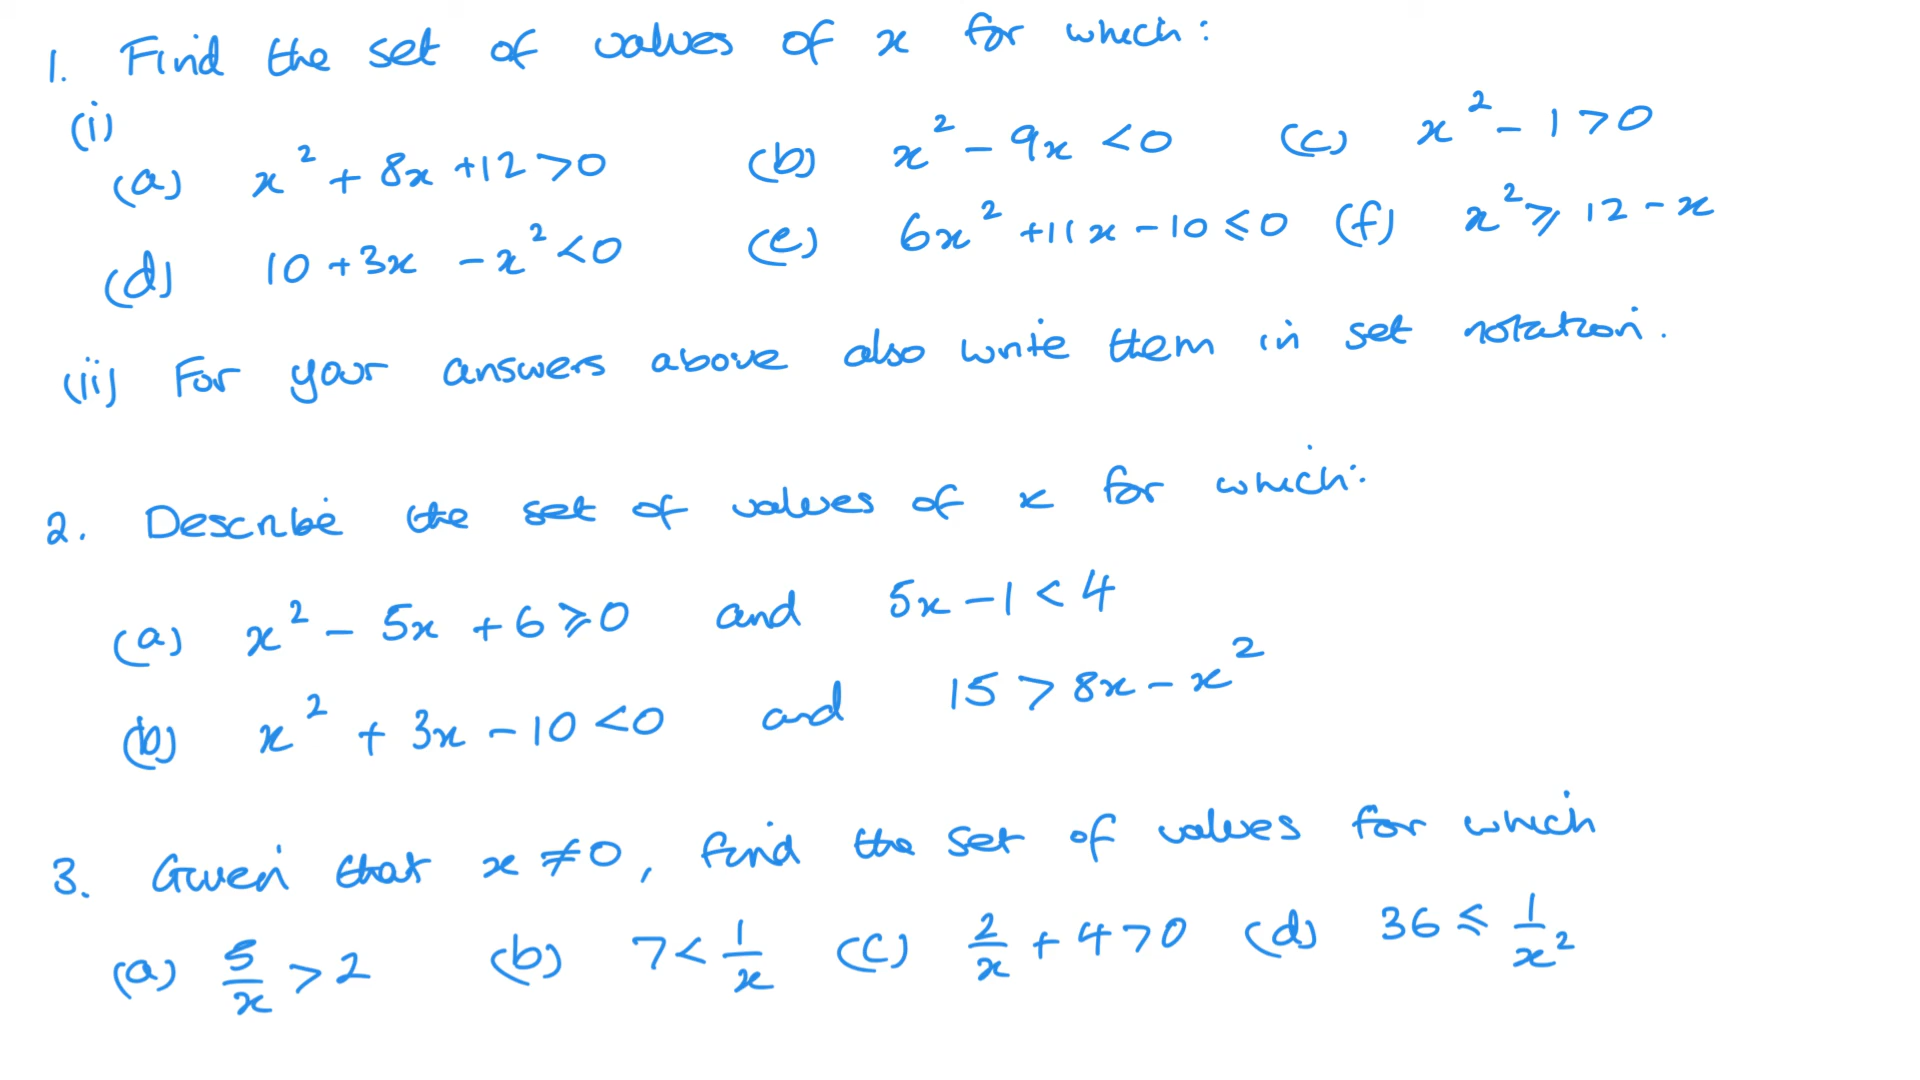 1. Find the set of values of x for which:
(i)
(a) x² + 8x + 12 > 0 (b) x² - 9x < 0 (c) x² - 1 > 0
(d) 10 + 3x - x² < 0 (e) 6x² + 11x - 10 ⩽ 0 (f) x² ⩾ 12 - x
(ii) For your answers above also write them in set notation.
2. Describe the set of values of x for which:
(a) x² - 5x + 6 ⩾ 0 and 5x - 1 < 4
(b) x² + 3x - 10 < 0 and 15 > 8x - x²
3. Given that x ≠ 0, find the set of values for which
(a) 5/x > 2 (b) 7 < 1/x (c) 2/x + 4 > 0 (d) 36 ⩽ 1/x²